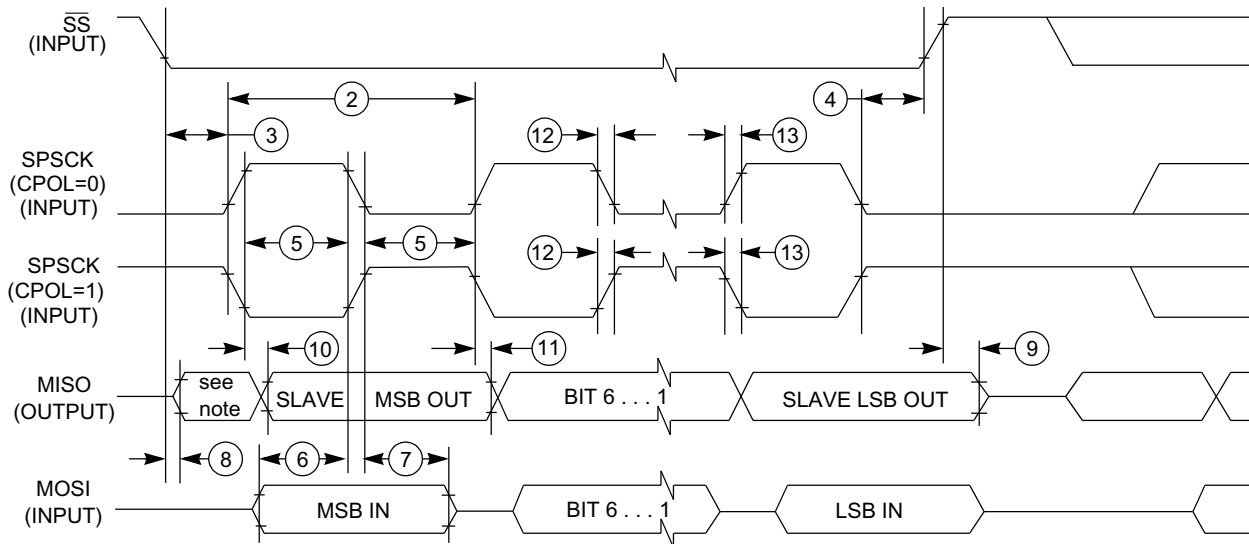 SS
(INPUT)
2
4
3
12
13
SPSCK
(CPOL=0)
(INPUT)
5
5
12
13
SPSCK
(CPOL=1)
(INPUT)
10
11
9
MISO
(OUTPUT)
see
note
SLAVE
MSB OUT
BIT 6 . . . 1
SLAVE LSB OUT
8
6
7
MOSI
(INPUT)
MSB IN
BIT 6 . . . 1
LSB IN